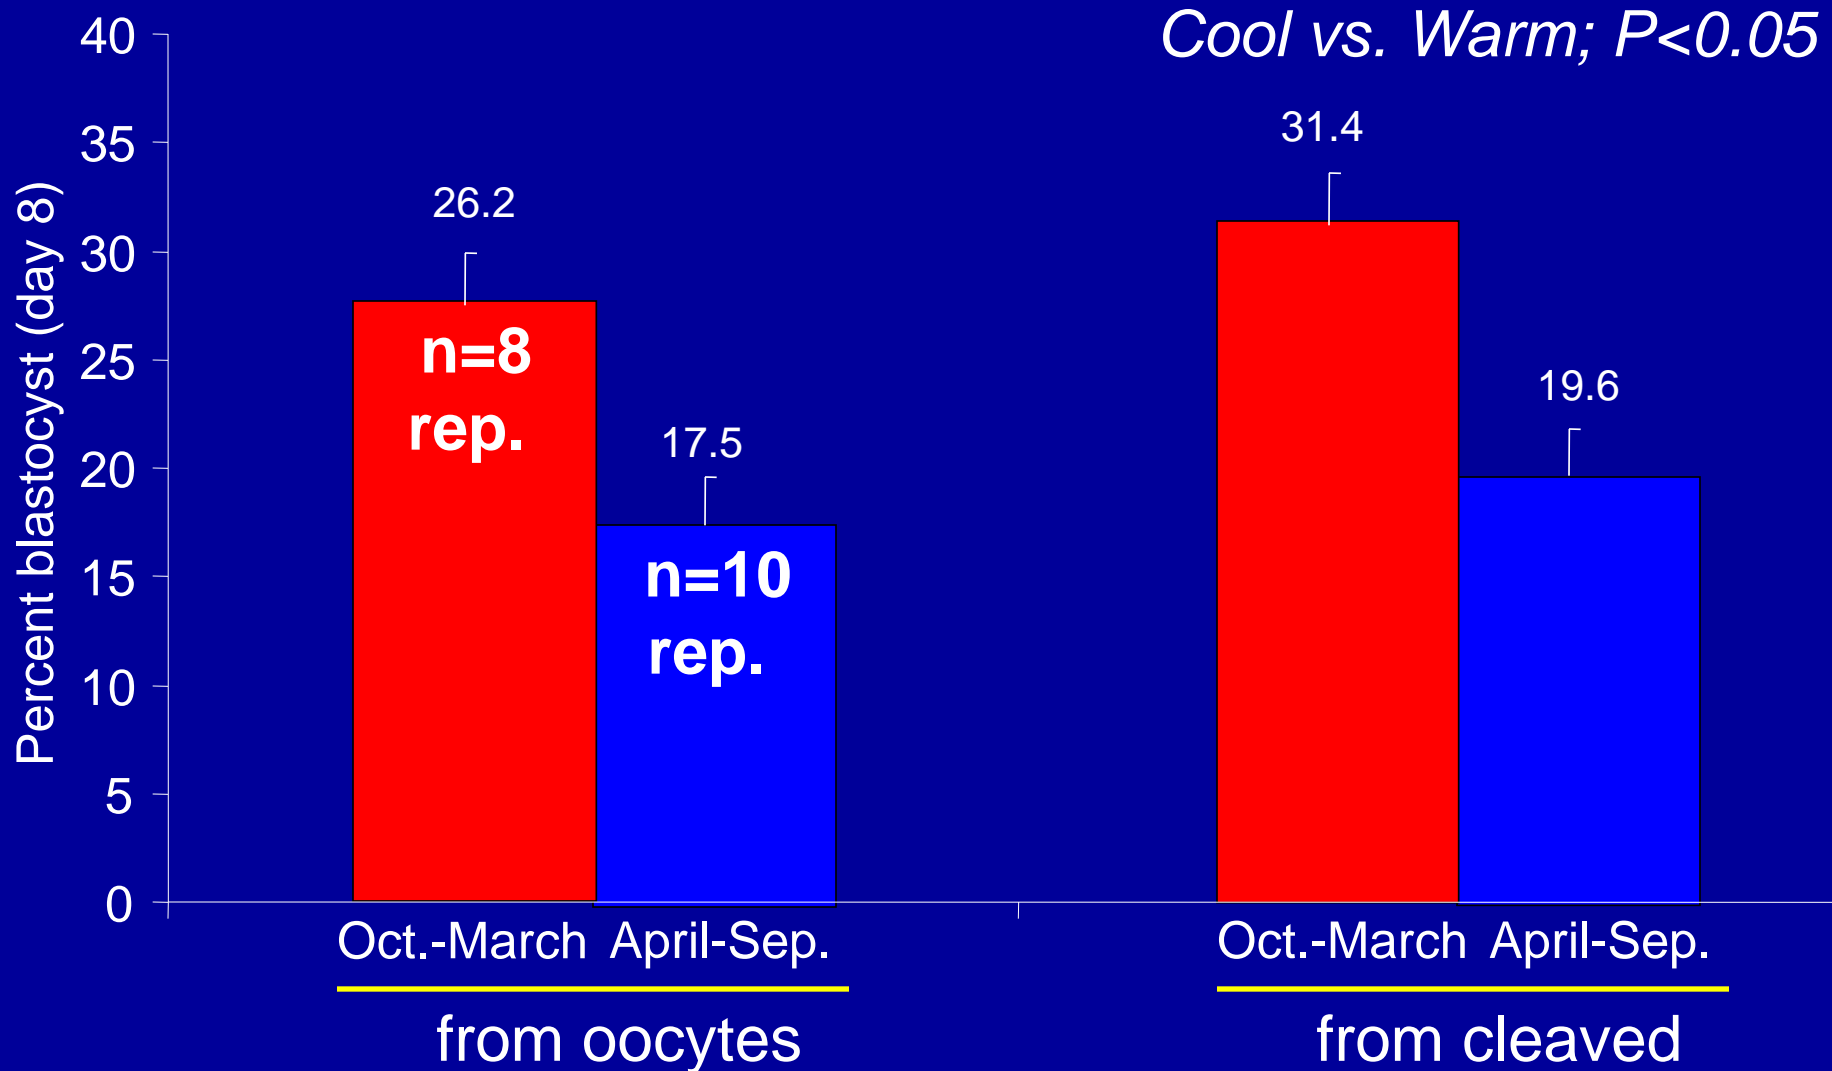 Cool vs. Warm; P<0.05
Percent blastocyst (day 8)
40
35
30
25
20
15
10
5
0
26.2
17.5
31.4
19.6
n=8
rep.
n=10
rep.
Oct.-March April-Sep.
Oct.-March April-Sep.
from oocytes
from cleaved